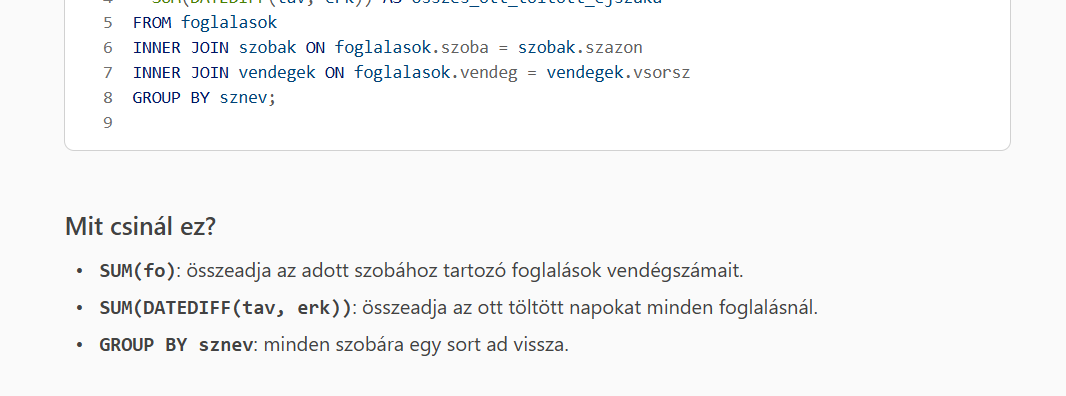 5 FROM foglalasok
6 INNER JOIN szobak ON foglalasok.szoba = szobak.szazon
7 INNER JOIN vendegek ON foglalasok.vendeg = vendegek.vsorsz
8 GROUP BY sznev;
9
Mit csinál ez?
• SUM(fo): összeadja az adott szobához tartozó foglalások vendégszámait.
• SUM(DATEDIFF(tav, erk)): összeadja az ott töltött napokat minden foglalásnál.
• GROUP BY sznev: minden szobára egy sort ad vissza.